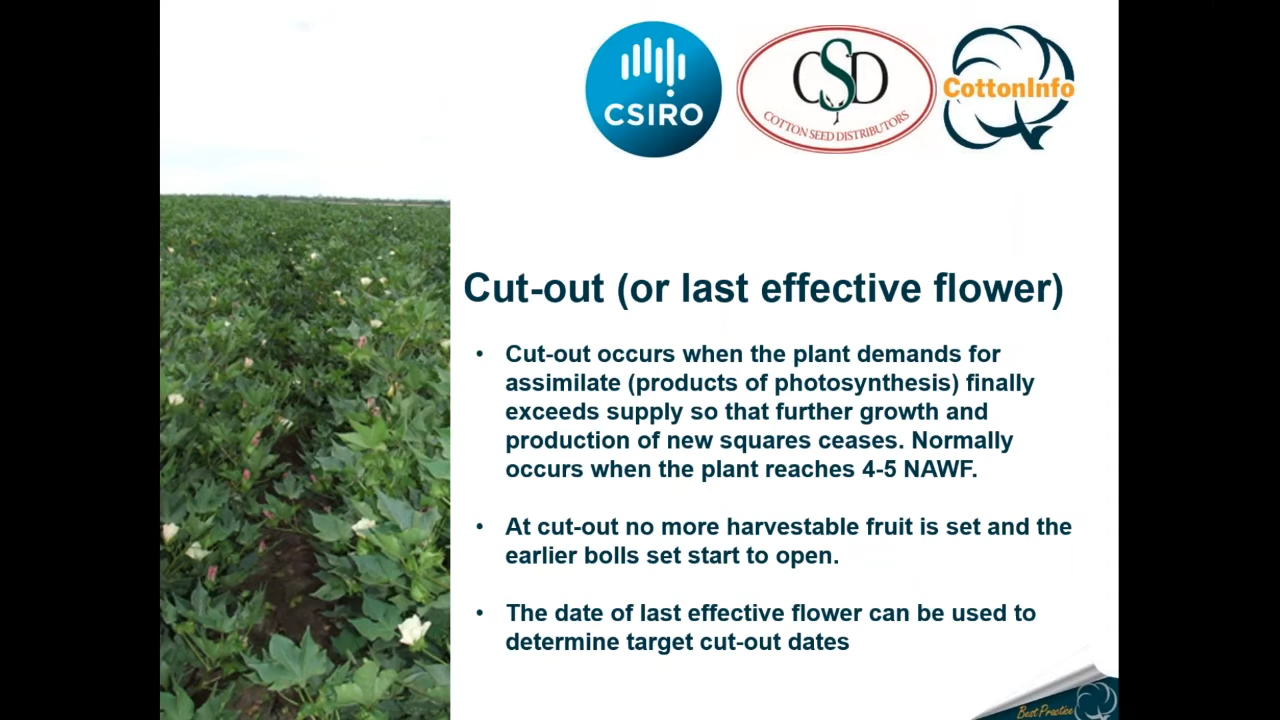 CSIRO
CSD
COTTON SEED DISTRIBUTORS
CottonInfo
Cut-out (or last effective flower)
• Cut-out occurs when the plant demands for
assimilate (products of photosynthesis) finally
exceeds supply so that further growth and
production of new squares ceases. Normally
occurs when the plant reaches 4-5 NAWF.
• At cut-out no more harvestable fruit is set and the
earlier bolls set start to open.
• The date of last effective flower can be used to
determine target cut-out dates
Best Practice